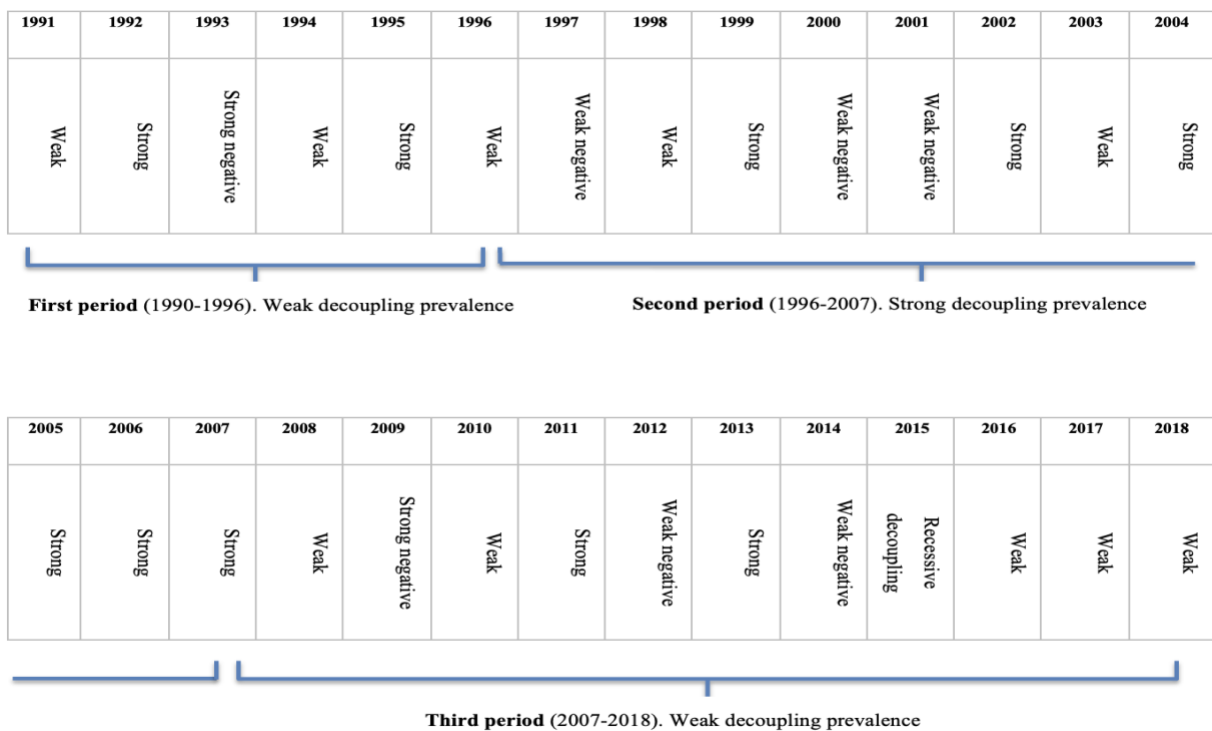 1991 1992 1993 1994 1995 1996 1997 1998 1999 2000 2001 2002 2003 2004
Weak Strong Strong negative Weak Strong Weak Weak negative Weak Strong Weak negative Weak negative Strong Weak Strong
First period (1990-1996). Weak decoupling prevalence
Second period (1996-2007). Strong decoupling prevalence
2005 2006 2007 2008 2009 2010 2011 2012 2013 2014 2015 2016 2017 2018
Strong Strong Strong Weak Strong negative Weak Strong Weak negative Strong Weak negative Recessive decoupling Weak Weak Weak
Third period (2007-2018). Weak decoupling prevalence